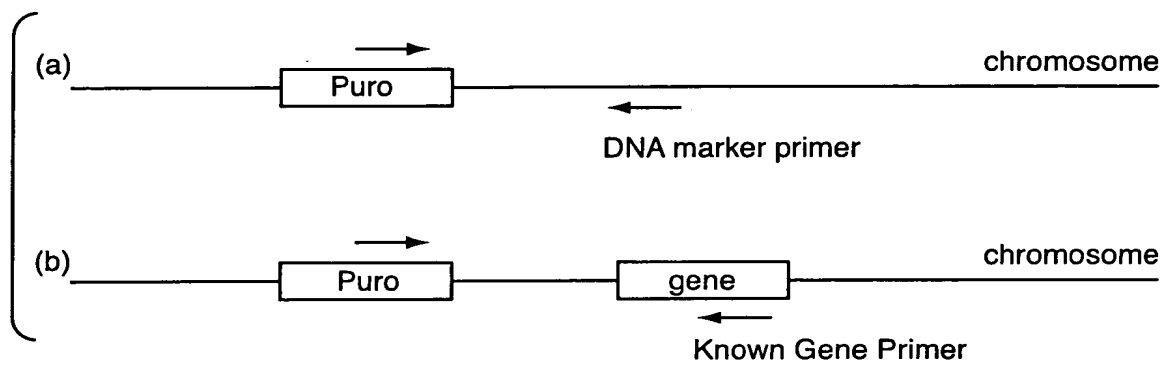 (a)
Puro
chromosome
DNA marker primer
(b)
Puro
gene
chromosome
Known Gene Primer